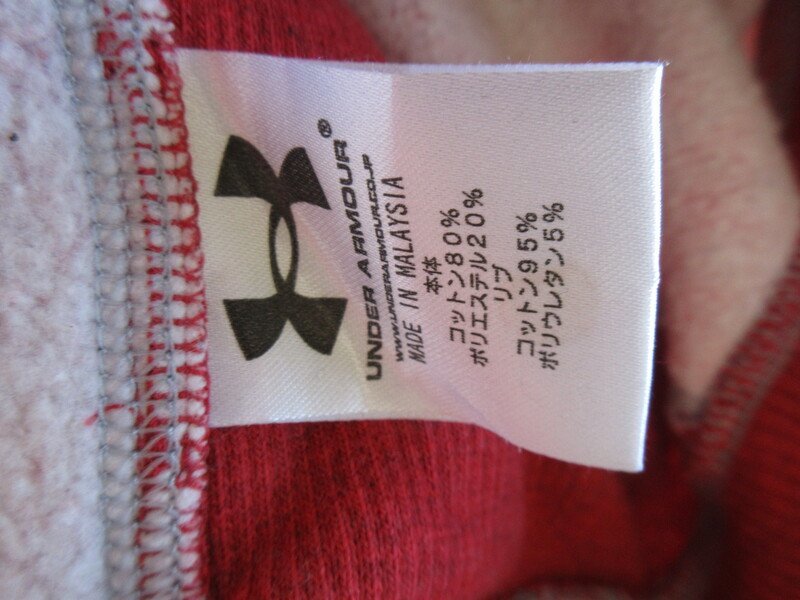 UNDER ARMOUR®
WWW.UNDERARMOUR.CO.JP
MADE IN MALAYSIA
本体
コットン80%
ポリエステル20%
リブ
コットン95%
ポリウレタン5%